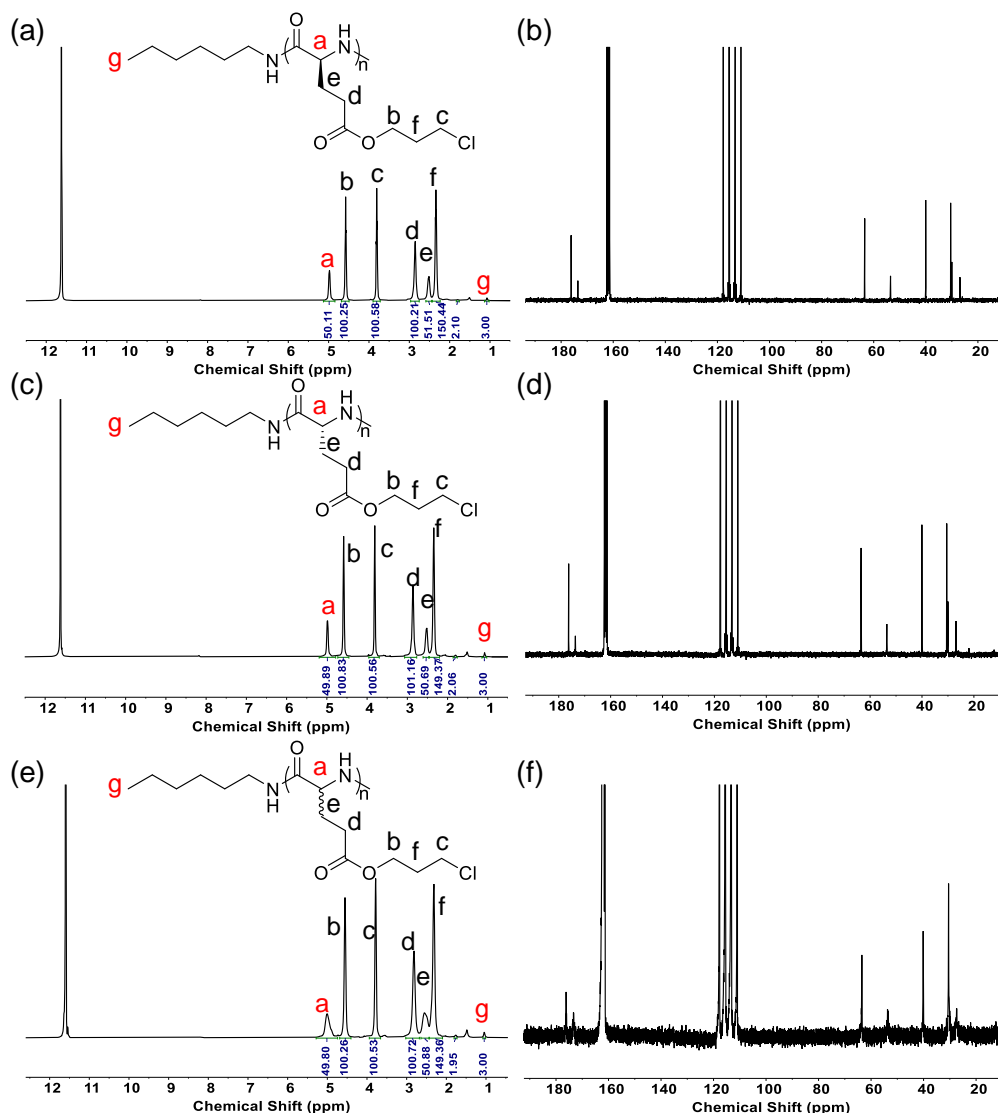 (a)
O
a
H
N
g
N
H
n
e
d
b
f
c
O
O
Cl
b
c
f
d
e
a
g
50.11
100.25
100.58
100.21
51.51
150.44
2.10
3.00
12 11 10 9 8 7 6 5 4 3 2 1
Chemical Shift (ppm)
(b)
180 160 140 120 100 80 60 40 20
Chemical Shift (ppm)
(c)
O
a
H
N
g
N
H
n
e
d
b
f
c
O
O
Cl
b
c
f
d
e
a
g
49.89
100.83
100.56
101.16
50.69
149.37
2.06
3.00
12 11 10 9 8 7 6 5 4 3 2 1
Chemical Shift (ppm)
(d)
180 160 140 120 100 80 60 40 20
Chemical Shift (ppm)
(e)
O
a
H
N
g
N
H
n
e
d
b
f
c
O
O
Cl
b
c
f
d
e
a
g
49.80
100.26
100.53
100.72
50.88
149.36
1.95
3.00
12 11 10 9 8 7 6 5 4 3 2 1
Chemical Shift (ppm)
(f)
180 160 140 120 100 80 60 40 20
Chemical Shift (ppm)